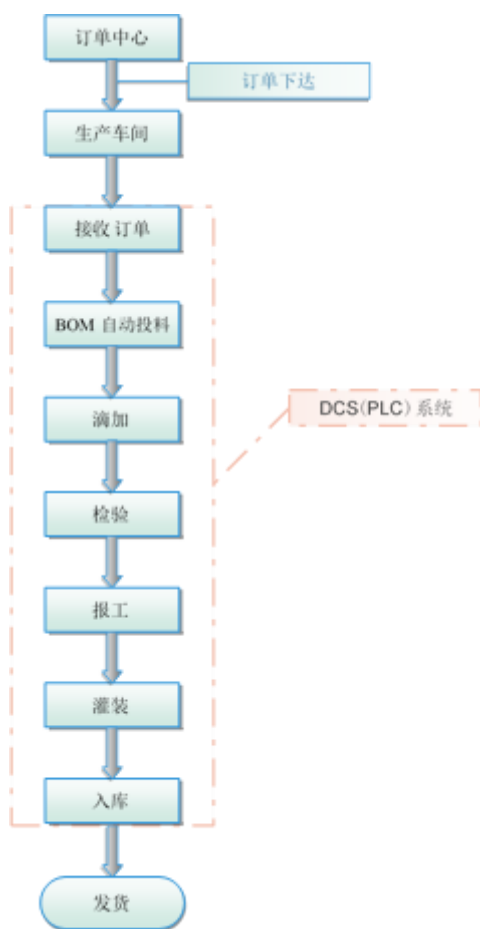 订单中心
订单下达
生产车间
接收订单
BOM 自动投料
滴加
DCS(PLC) 系统
检验
报工
灌装
入库
发货